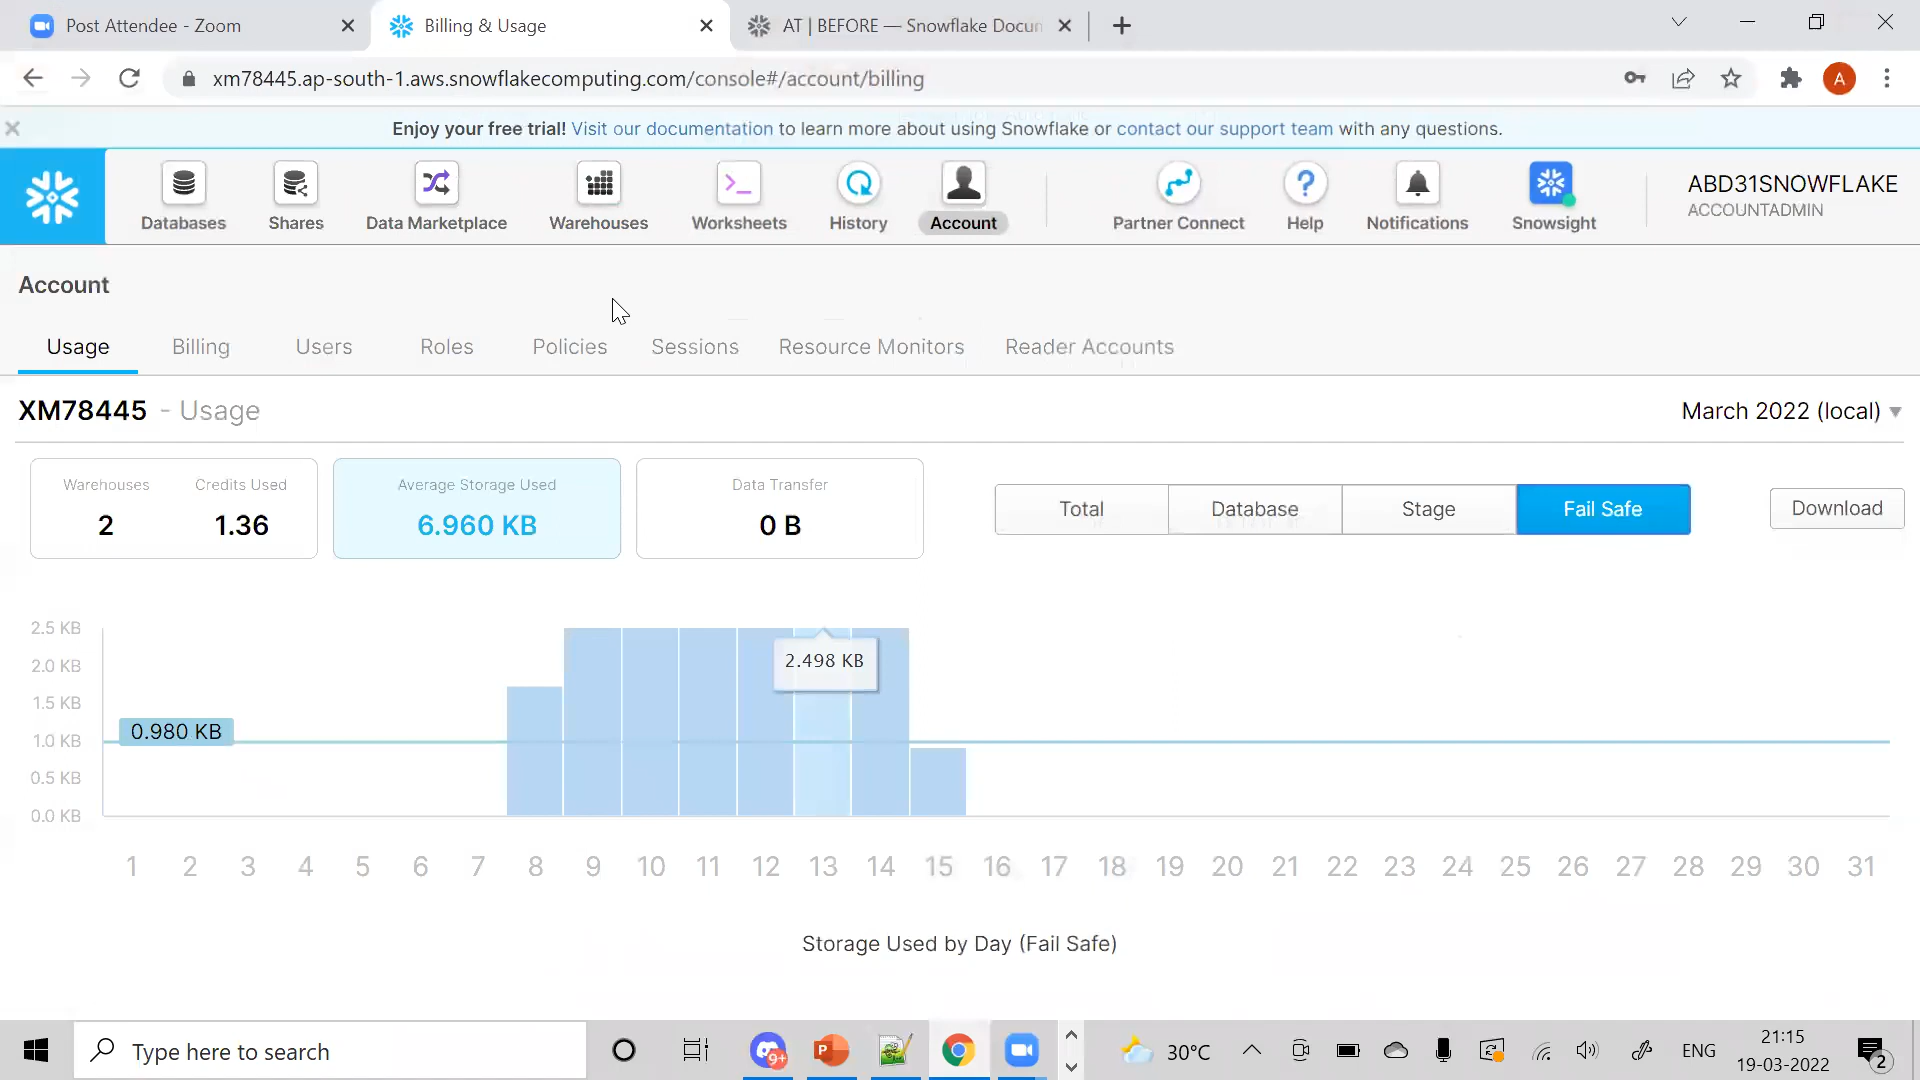 Post Attendee - Zoom
Billing & Usage
AT | BEFORE — Snowflake Docun
xm78445.ap-south-1.aws.snowflakecomputing.com/console#/account/billing
A
Enjoy your free trial! Visit our documentation to learn more about using Snowflake or contact our support team with any questions.
Databases
Shares
Data Marketplace
Warehouses
Worksheets
History
Account
Partner Connect
Help
Notifications
Snowsight
ABD31SNOWFLAKE
ACCOUNTADMIN
Account
Usage
Billing
Users
Roles
Policies
Sessions
Resource Monitors
Reader Accounts
XM78445 - Usage
March 2022 (local)
Warehouses
2
Credits Used
1.36
Average Storage Used
6.960 KB
Data Transfer
0 B
Total
Database
Stage
Fail Safe
Download
2.5 KB
2.0 KB
1.5 KB
1.0 KB
0.5 KB
0.0 KB
0.980 KB
2.498 KB
1 2 3 4 5 6 7 8 9 10 11 12 13 14 15 16 17 18 19 20 21 22 23 24 25 26 27 28 29 30 31
Storage Used by Day (Fail Safe)
Type here to search
9+
P
30°C
ENG
21:15
19-03-2022
2